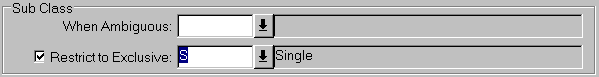 Sub Class
When Ambiguous:
Restrict to Exclusive: S Single